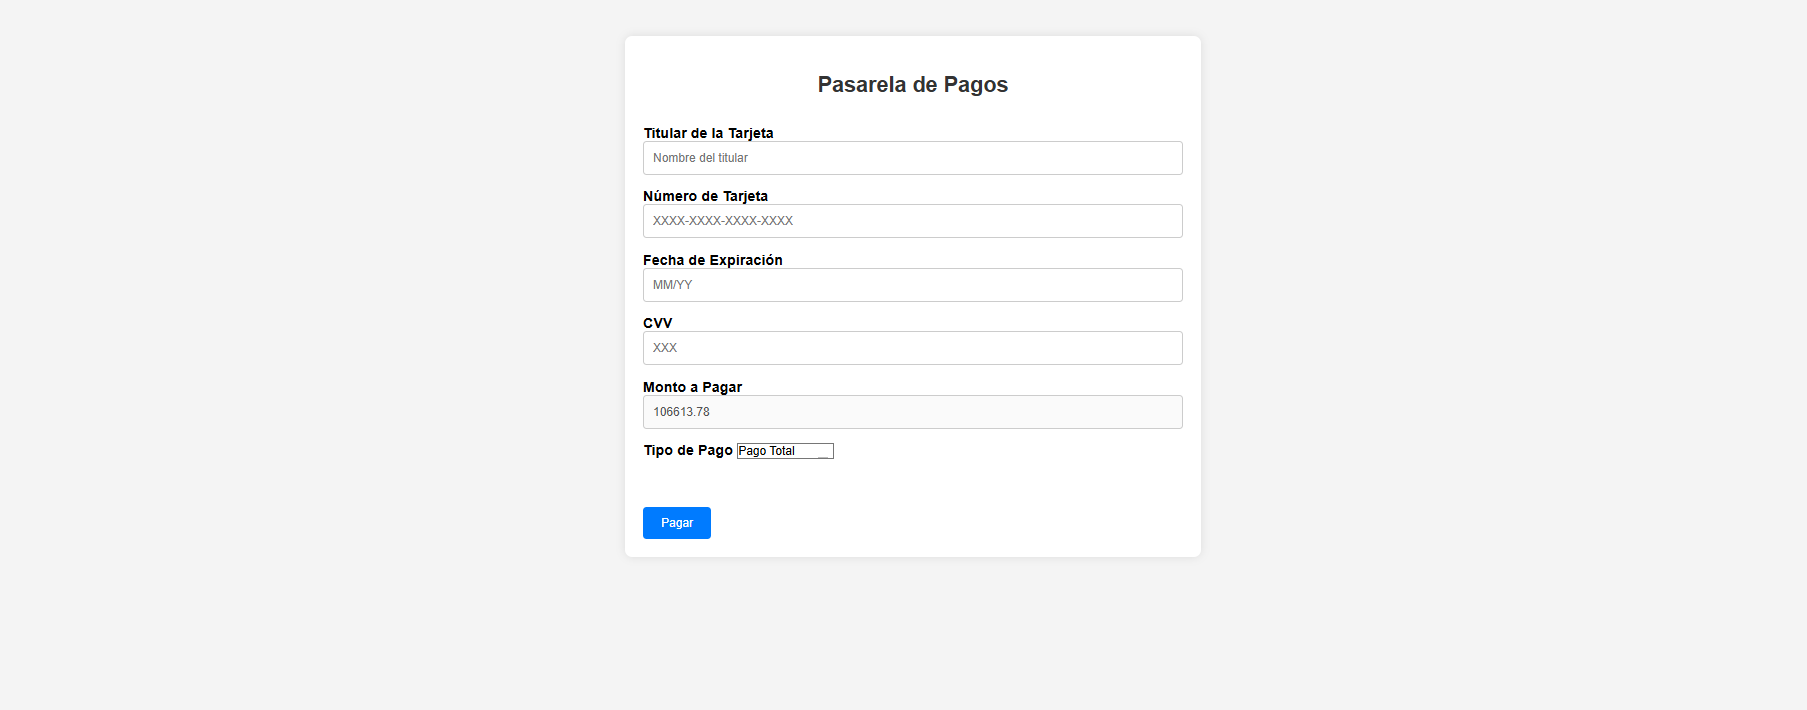 Pasarela de Pagos
Titular de la Tarjeta
Nombre del titular
Número de Tarjeta
XXXX-XXXX-XXXX-XXXX
Fecha de Expiración
MM/YY
CVV
XXX
Monto a Pagar
106613.78
Tipo de Pago Pago Total
Pagar